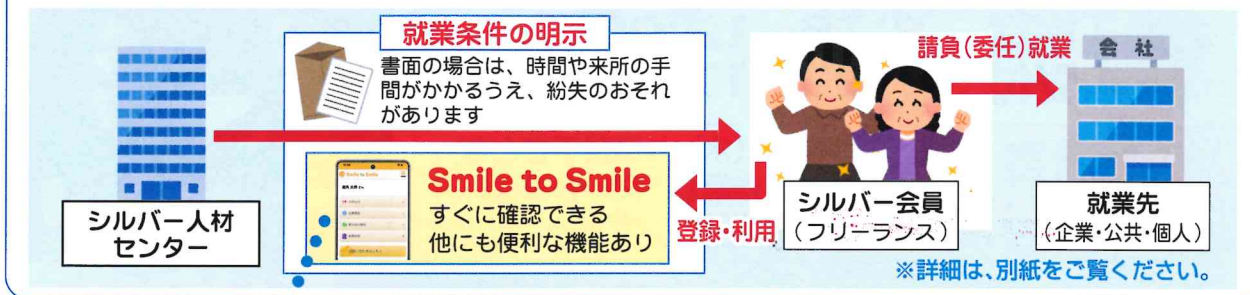 就業条件の明示
書面の場合は、時間や来所の手
間がかかるうえ、紛失のおそれ
があります
Smile to Smile
Smile to Smile
すぐに確認できる
他にも便利な機能あり
シルバー人材
センター
登録・利用
シルバー会員
(フリーランス)
請負(委任)就業
会社
就業先
(企業・公共・個人)
※詳細は、別紙をご覧ください。